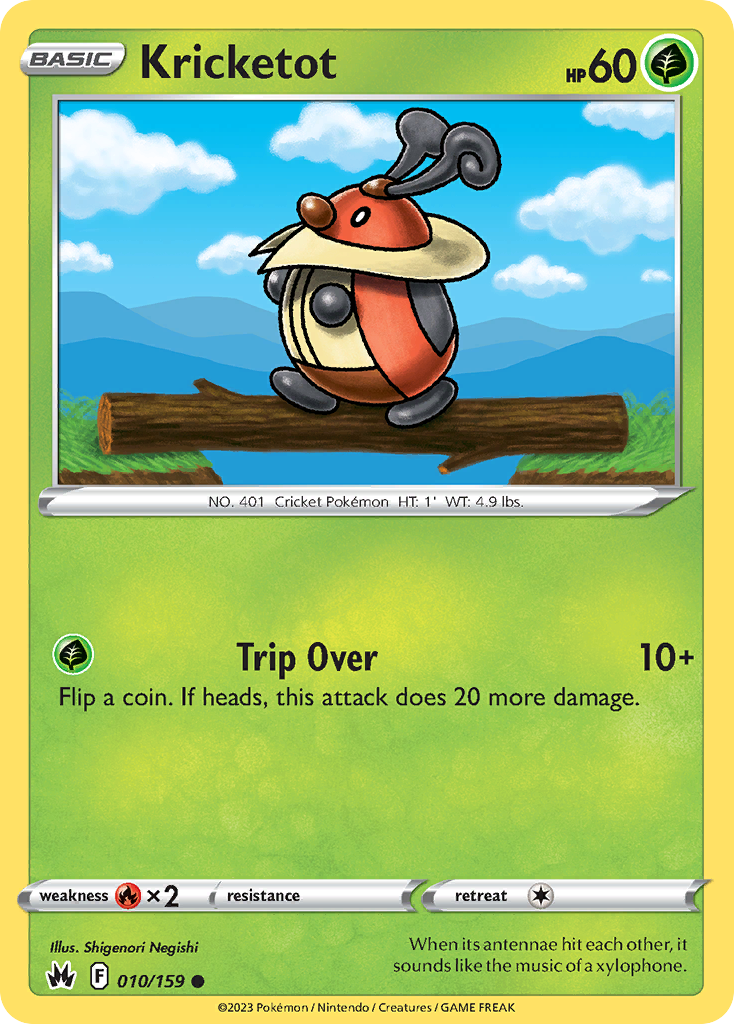 BASIC Kricketot HP60
NO. 401 Cricket Pokémon HT: 1' WT: 4.9 lbs.
Trip Over 10+
Flip a coin. If heads, this attack does 20 more damage.
weakness ×2 resistance retreat
Illus. Shigenori Negishi
When its antennae hit each other, it
sounds like the music of a xylophone.
F 010/159
©2023 Pokémon / Nintendo / Creatures / GAME FREAK